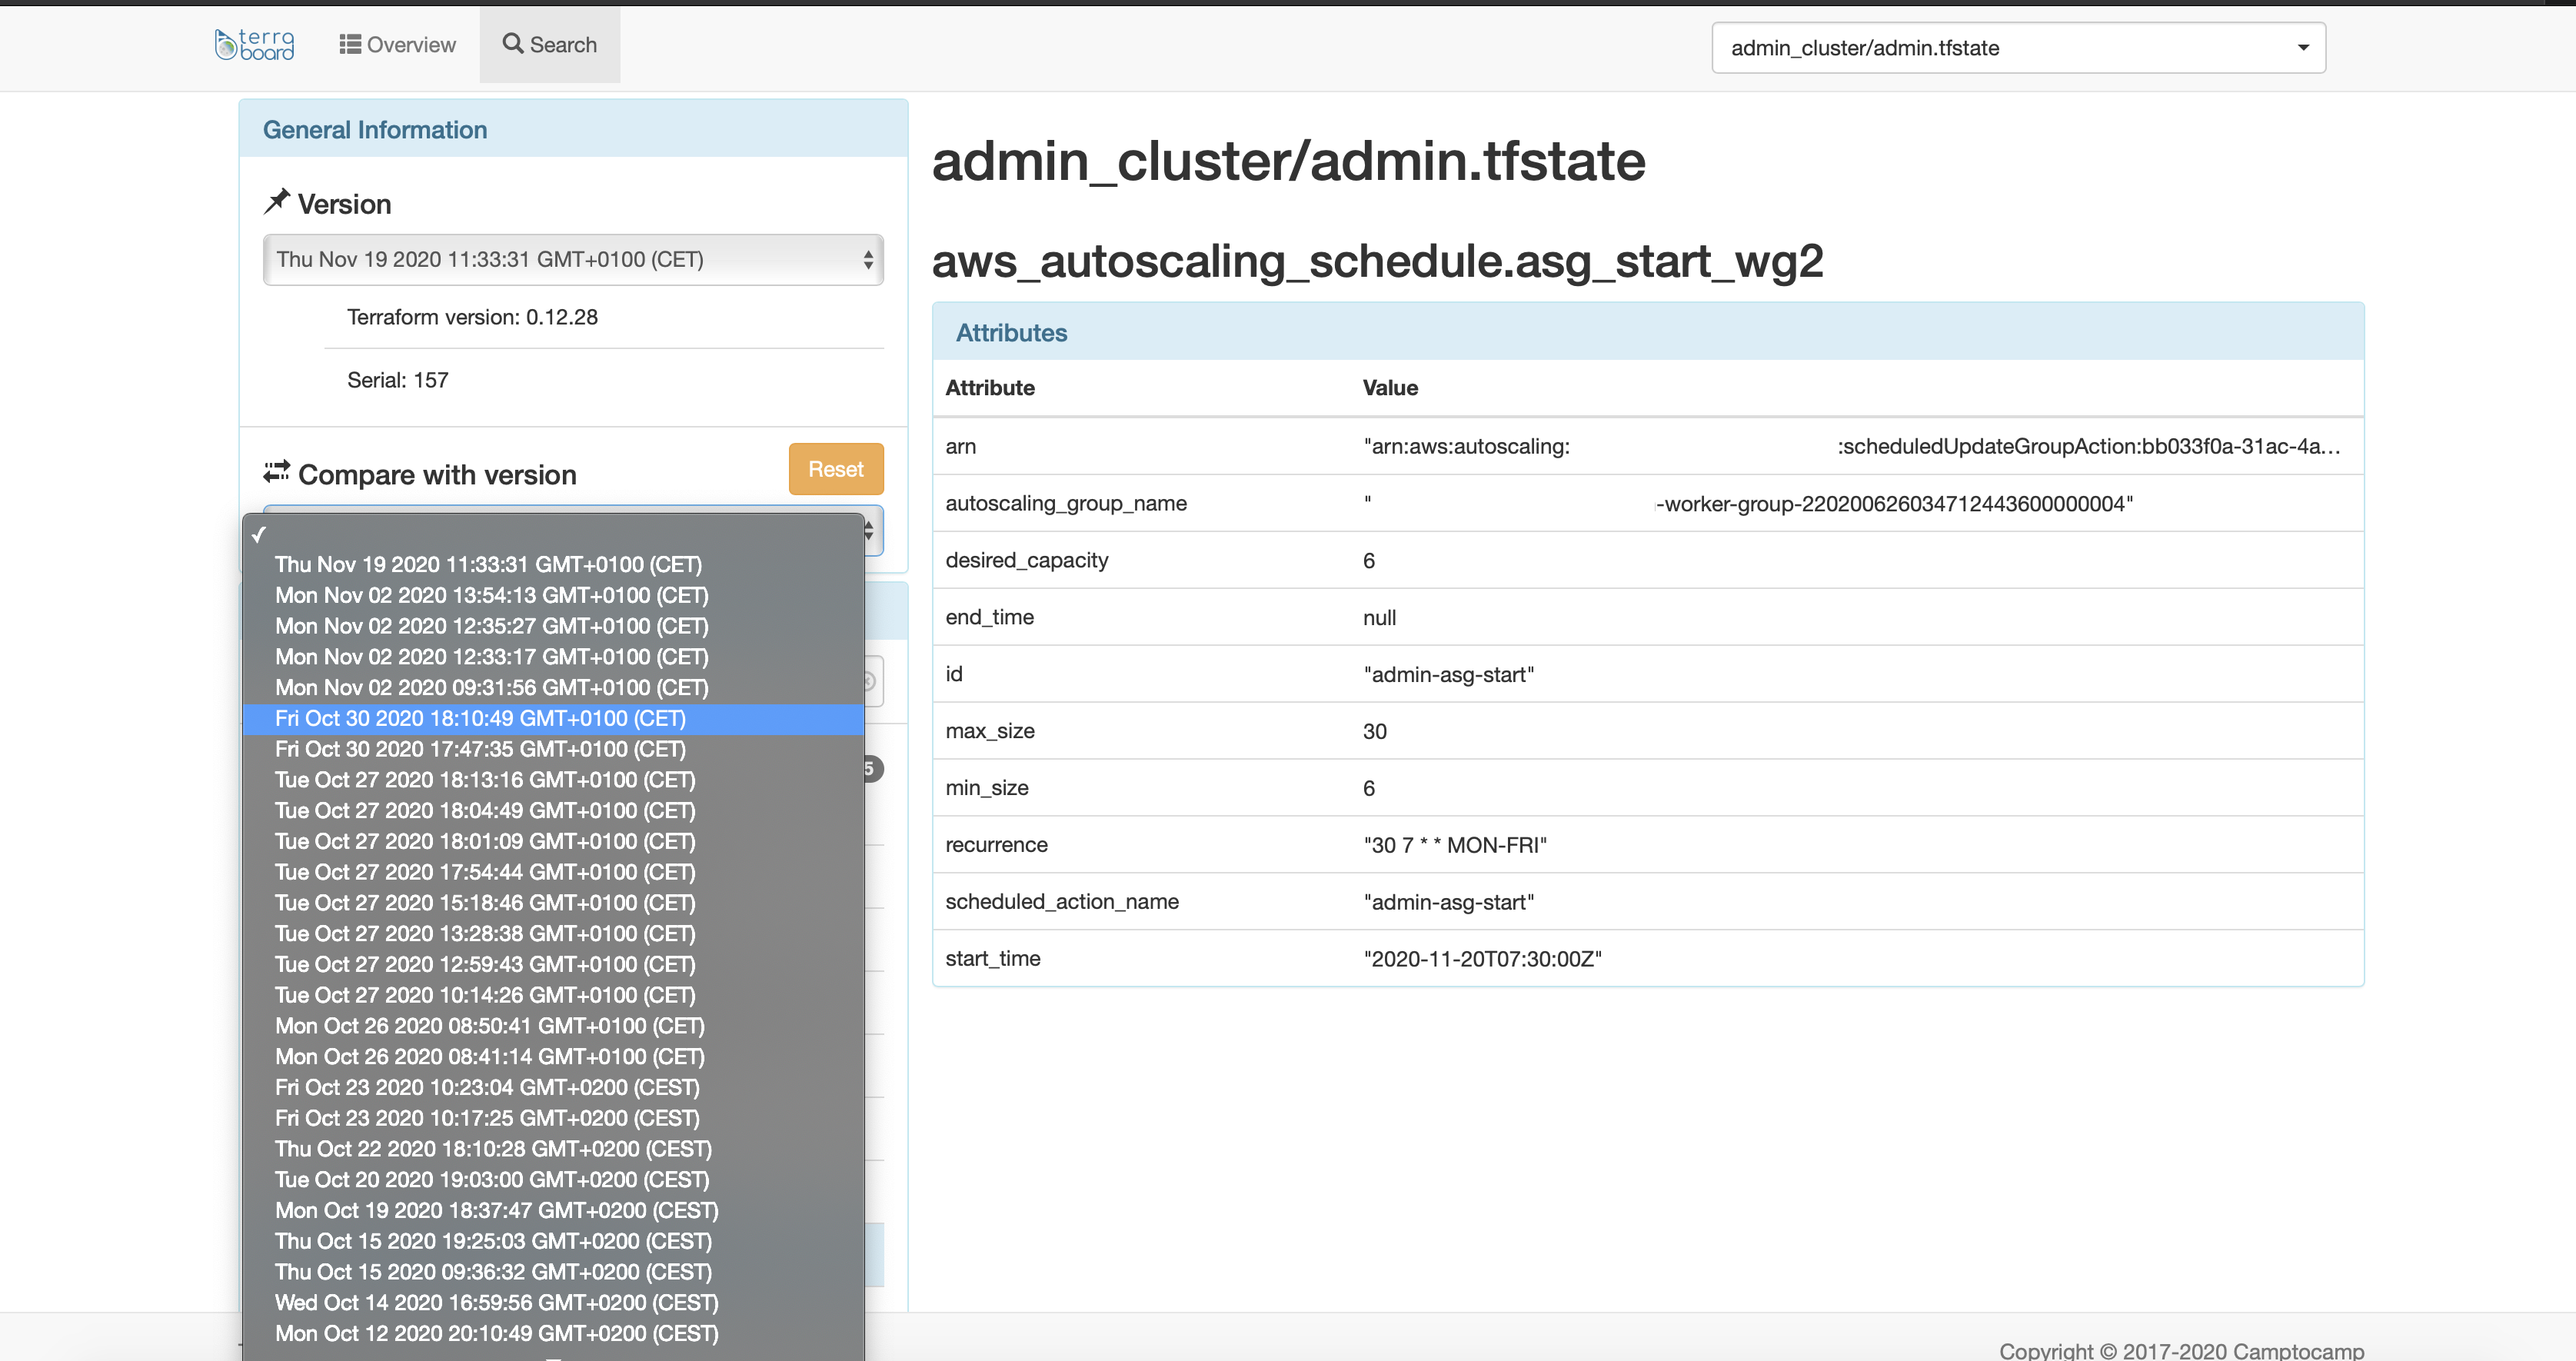 terra
board
Overview
Search
admin_cluster/admin.tfstate
General Information
Version
Thu Nov 19 2020 11:33:31 GMT+0100 (CET)
Terraform version: 0.12.28
Serial: 157
Compare with version
Reset
Thu Nov 19 2020 11:33:31 GMT+0100 (CET)
Mon Nov 02 2020 13:54:13 GMT+0100 (CET)
Mon Nov 02 2020 12:35:27 GMT+0100 (CET)
Mon Nov 02 2020 12:33:17 GMT+0100 (CET)
Mon Nov 02 2020 09:31:56 GMT+0100 (CET)
Fri Oct 30 2020 18:10:49 GMT+0100 (CET)
Fri Oct 30 2020 17:47:35 GMT+0100 (CET)
5
Tue Oct 27 2020 18:13:16 GMT+0100 (CET)
Tue Oct 27 2020 18:04:49 GMT+0100 (CET)
Tue Oct 27 2020 18:01:09 GMT+0100 (CET)
Tue Oct 27 2020 17:54:44 GMT+0100 (CET)
Tue Oct 27 2020 15:18:46 GMT+0100 (CET)
Tue Oct 27 2020 13:28:38 GMT+0100 (CET)
Tue Oct 27 2020 12:59:43 GMT+0100 (CET)
Tue Oct 27 2020 10:14:26 GMT+0100 (CET)
Mon Oct 26 2020 08:50:41 GMT+0100 (CET)
Mon Oct 26 2020 08:41:14 GMT+0100 (CET)
Fri Oct 23 2020 10:23:04 GMT+0200 (CEST)
Fri Oct 23 2020 10:17:25 GMT+0200 (CEST)
Thu Oct 22 2020 18:10:28 GMT+0200 (CEST)
Tue Oct 20 2020 19:03:00 GMT+0200 (CEST)
Mon Oct 19 2020 18:37:47 GMT+0200 (CEST)
Thu Oct 15 2020 19:25:03 GMT+0200 (CEST)
Thu Oct 15 2020 09:36:32 GMT+0200 (CEST)
Wed Oct 14 2020 16:59:56 GMT+0200 (CEST)
Mon Oct 12 2020 20:10:49 GMT+0200 (CEST)
admin_cluster/admin.tfstate
aws_autoscaling_schedule.asg_start_wg2
Attributes
Attribute Value
arn "arn:aws:autoscaling: :scheduledUpdateGroupAction:bb033f0a-31ac-4a...
autoscaling_group_name " -worker-group-22020062603471244360000​0004"
desired_capacity 6
end_time null
id "admin-asg-start"
max_size 30
min_size 6
recurrence "30 7 * * MON-FRI"
scheduled_action_name "admin-asg-start"
start_time "2020-11-20T07:30:00Z"
Copyright © 2017-2020 Camptocamp